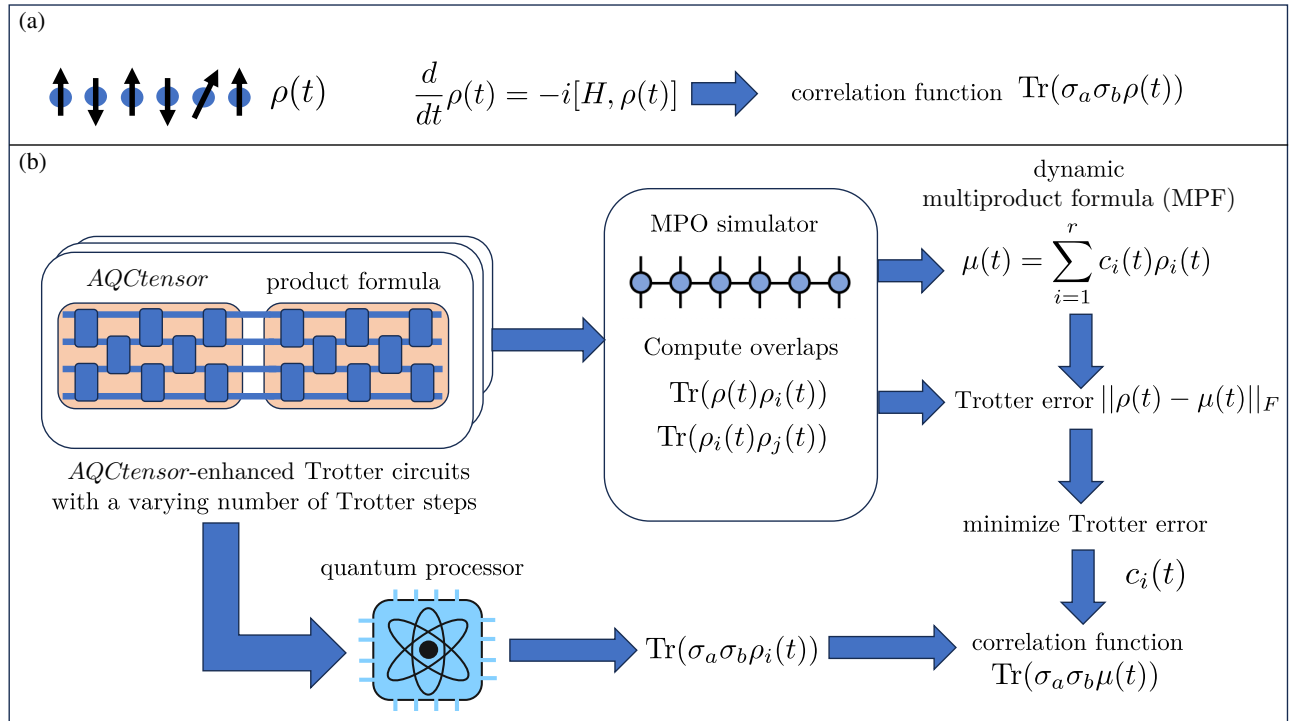 (a)
ρ(t)
d/dt ρ(t) = −i[H, ρ(t)]
correlation function Tr(σ_a σ_b ρ(t))
(b)
AQCtensor
product formula
AQCtensor-enhanced Trotter circuits
with a varying number of Trotter steps
MPO simulator
Compute overlaps
Tr(ρ(t)ρ_i(t))
Tr(ρ_i(t)ρ_j(t))
dynamic
multiproduct formula (MPF)
μ(t) = ∑_{i=1}^{r} c_i(t)ρ_i(t)
Trotter error ||ρ(t) − μ(t)||_F
minimize Trotter error
c_i(t)
quantum processor
Tr(σ_a σ_b ρ_i(t))
correlation function
Tr(σ_a σ_b μ(t))